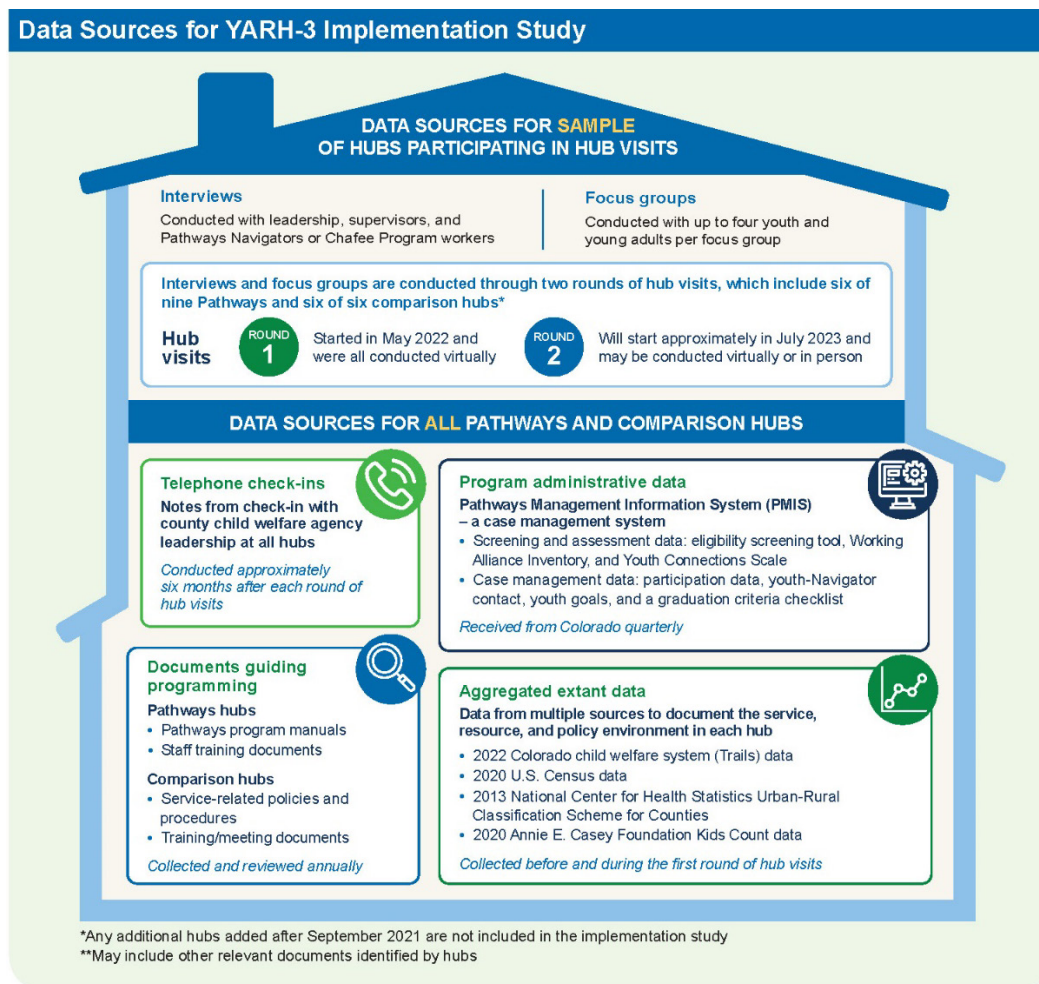 Data Sources for YARH-3 Implementation Study
DATA SOURCES FOR SAMPLE
OF HUBS PARTICIPATING IN HUB VISITS
Interviews
Conducted with leadership, supervisors, and
Pathways Navigators or Chafee Program workers
Focus groups
Conducted with up to four youth and
young adults per focus group
Interviews and focus groups are conducted through two rounds of hub visits, which include six of
nine Pathways and six of six comparison hubs*
Hub
visits
ROUND
1
Started in May 2022 and
were all conducted virtually
ROUND
2
Will start approximately in July 2023 and
may be conducted virtually or in person
DATA SOURCES FOR ALL PATHWAYS AND COMPARISON HUBS
Telephone check-ins
Notes from check-in with
county child welfare agency
leadership at all hubs
Conducted approximately
six months after each round of
hub visits
Program administrative data
Pathways Management Information System (PMIS)
– a case management system
• Screening and assessment data: eligibility screening tool, Working
Alliance Inventory, and Youth Connections Scale
• Case management data: participation data, youth-Navigator
contact, youth goals, and a graduation criteria checklist
Received from Colorado quarterly
Documents guiding
programming
Pathways hubs
• Pathways program manuals
• Staff training documents
Comparison hubs
• Service-related policies and
procedures
• Training/meeting documents
Collected and reviewed annually
Aggregated extant data
Data from multiple sources to document the service,
resource, and policy environment in each hub
• 2022 Colorado child welfare system (Trails) data
• 2020 U.S. Census data
• 2013 National Center for Health Statistics Urban-Rural
Classification Scheme for Counties
• 2020 Annie E. Casey Foundation Kids Count data
Collected before and during the first round of hub visits
*Any additional hubs added after September 2021 are not included in the implementation study
**May include other relevant documents identified by hubs